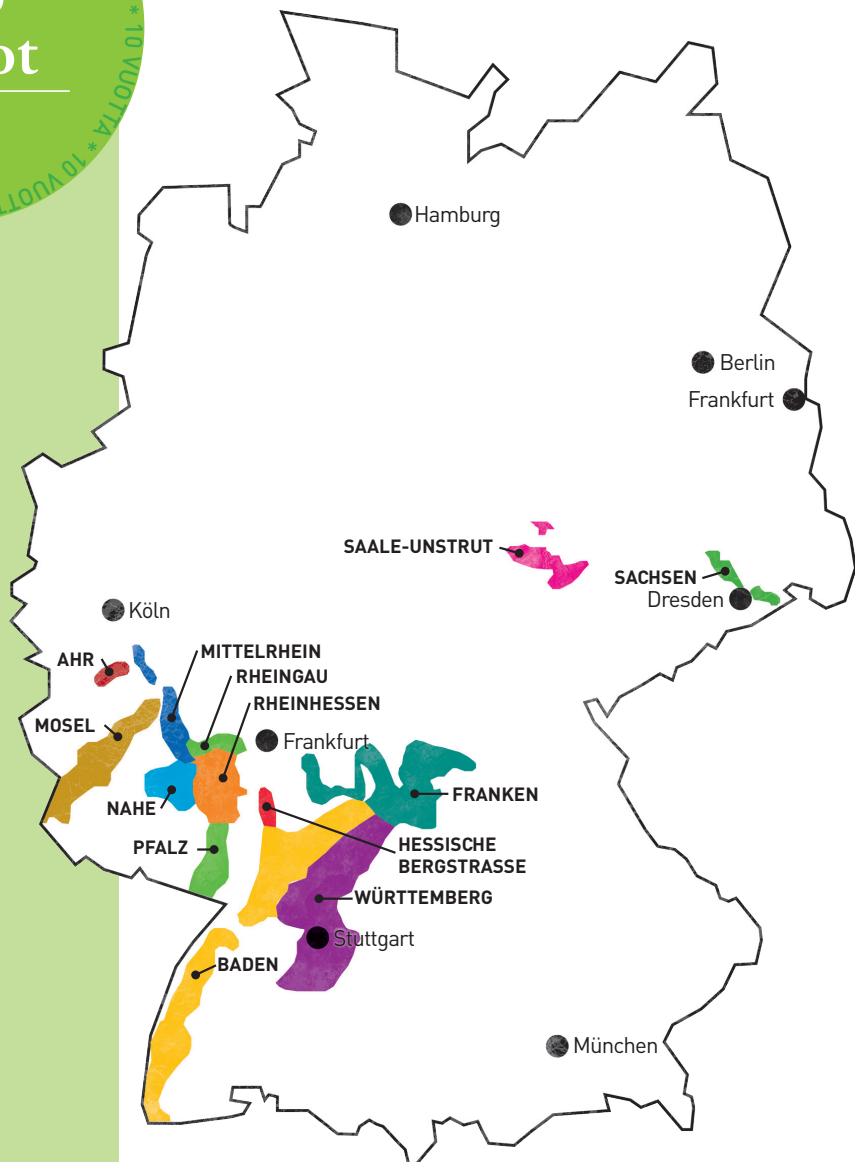 ot
* 10 VUOTTA * 10 VUOTT
Hamburg
Berlin
Frankfurt
SAALE-UNSTRUT
SACHSEN
Dresden
Köln
AHR
MITTELRHEIN
RHEINGAU
RHEINHESSEN
MOSEL
Frankfurt
NAHE
FRANKEN
PFALZ
HESSISCHE
BERGSTRASSE
WÜRTTEMBERG
Stuttgart
BADEN
München